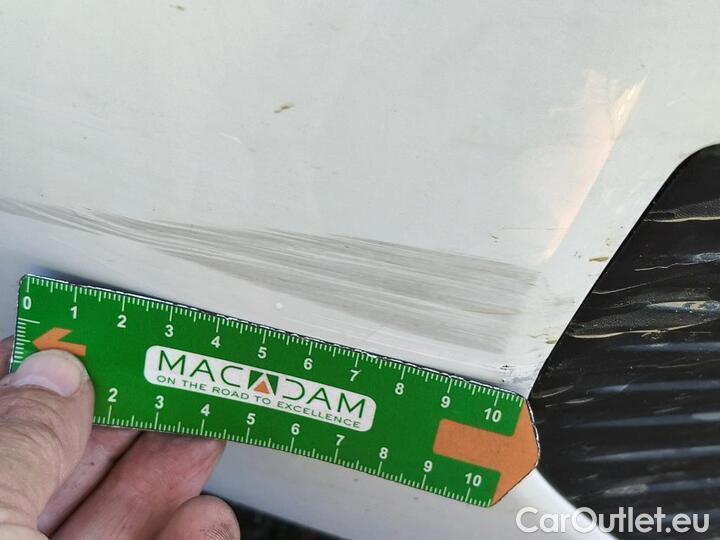 0 1 2 3 4 5 6 7 8 9 10
MACADAM
ON THE ROAD TO EXCELLENCE
2 3 4 5 6 7 8 9 10
CarOutlet.eu